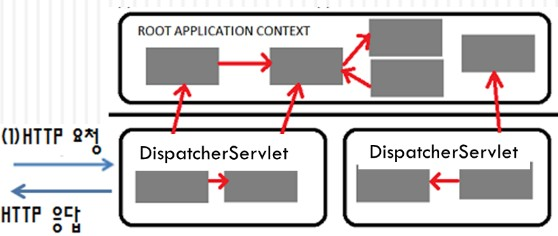 ROOT APPLICATION CONTEXT
(1)HTTP 요청
DispatcherServlet
DispatcherServlet
HTTP 응답